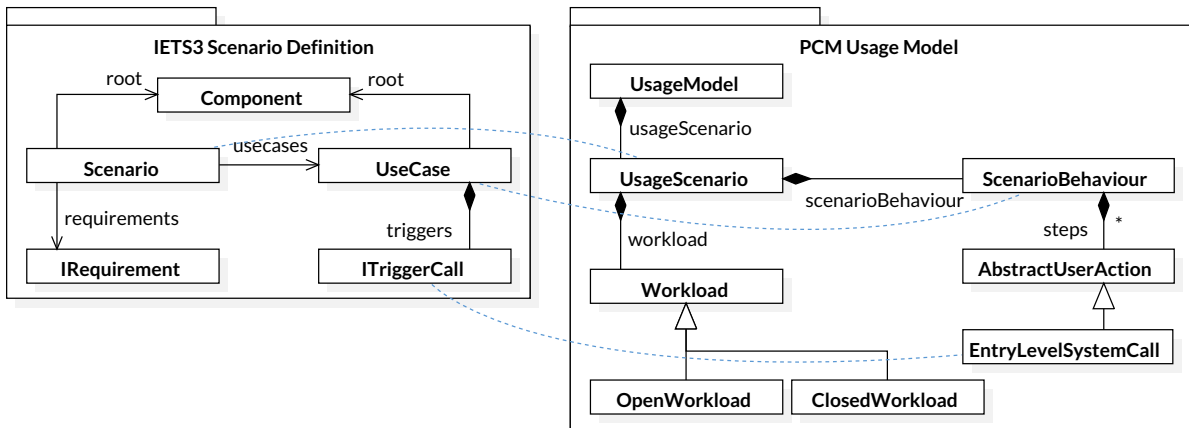 IETS3 Scenario Definition
root
root
Component
Scenario
usecases
UseCase
requirements
triggers
IRequirement
ITriggerCall
PCM Usage Model
UsageModel
usageScenario
UsageScenario
scenarioBehaviour
ScenarioBehaviour
workload
steps
*
Workload
AbstractUserAction
EntryLevelSystemCall
OpenWorkload
ClosedWorkload